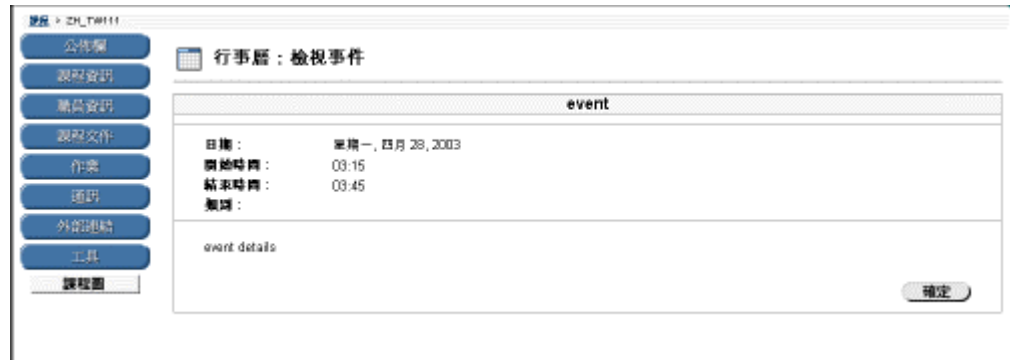 課程 > ZH_TW111
公佈欄
課程資訊
職員資訊
課程文件
作業
通訊
外部連結
工具
課程圖
行事曆：檢視事件
event
日期： 星期一, 四月 28, 2003
開始時間： 03:15
結束時間： 03:45
類別：
event details
確定